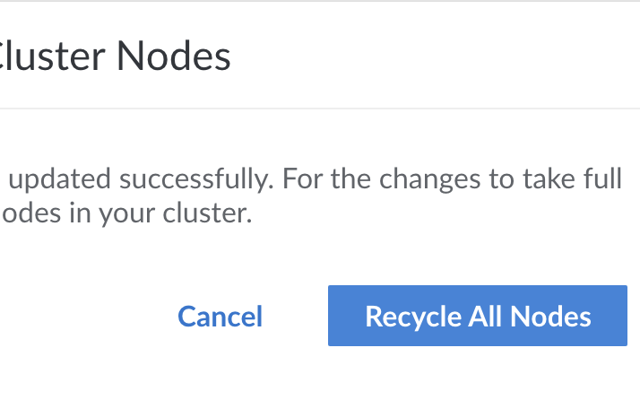 Cluster Nodes
updated successfully. For the changes to take full
odes in your cluster.
Cancel
Recycle All Nodes